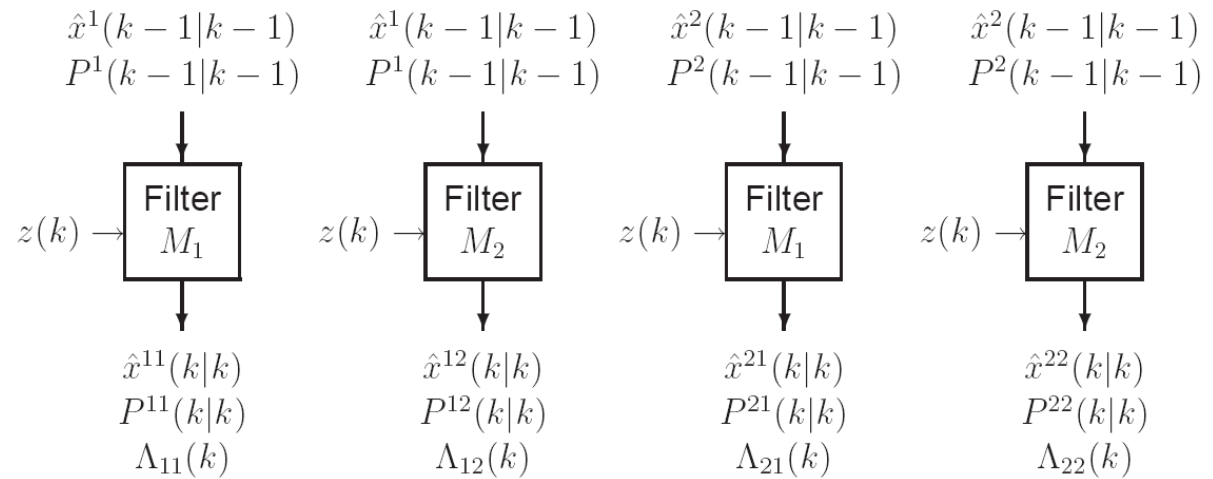 x̂¹(k − 1|k − 1) x̂¹(k − 1|k − 1) x̂²(k − 1|k − 1) x̂²(k − 1|k − 1)
P¹(k − 1|k − 1) P¹(k − 1|k − 1) P²(k − 1|k − 1) P²(k − 1|k − 1)
Filter Filter Filter Filter
z(k) → M₁ z(k) → M₂ z(k) → M₁ z(k) → M₂
x̂¹¹(k|k) x̂¹²(k|k) x̂²¹(k|k) x̂²²(k|k)
P¹¹(k|k) P¹²(k|k) P²¹(k|k) P²²(k|k)
Λ₁₁(k) Λ₁₂(k) Λ₂₁(k) Λ₂₂(k)